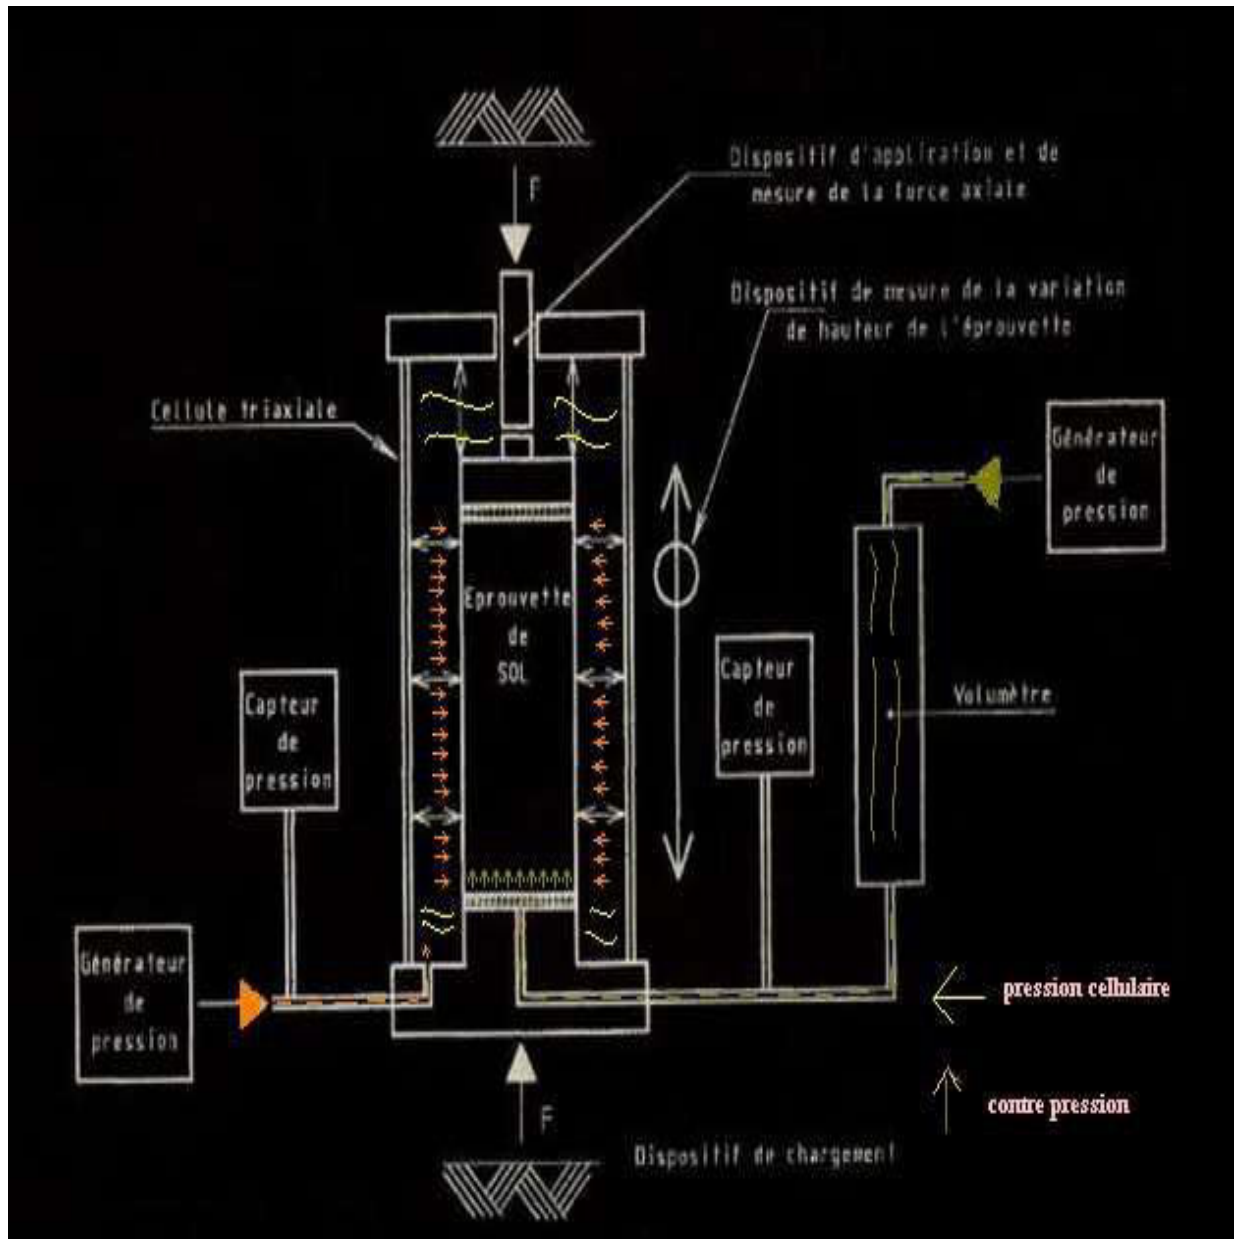 F
Dispositif d'application et de
mesure de la force axiale
Dispositif de mesure de la variation
de hauteur de l'éprouvette
Cellule triaxiale
Générateur
de
pression
Eprouvette
de
SOL
Capteur
de
pression
Capteur
de
pression
Volumètre
Générateur
de
pression
pression cellulaire
contre pression
F
Dispositif de chargement